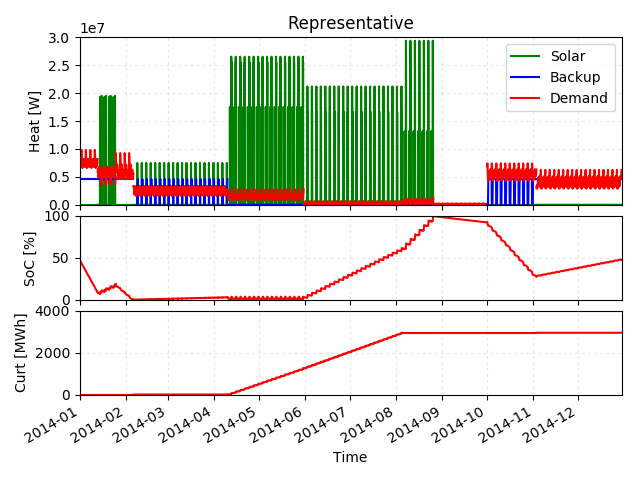 Representative
1e7
Heat [W]
3.0
2.5
2.0
1.5
1.0
0.5
0.0
Solar
Backup
Demand
SoC [%]
100
50
0
Curt [MWh]
4000
2000
0
2014-01
2014-02
2014-03
2014-04
2014-05
2014-06
2014-07
2014-08
2014-09
2014-10
2014-11
2014-12
Time